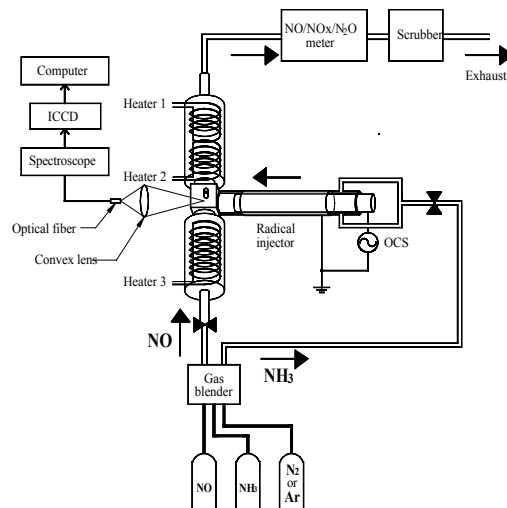 NO/NOx/N₂O
meter
Scrubber
Exhaust
Computer
ICCD
Spectroscope
Heater 1
Heater 2
Optical fiber
Convex lens
Radical
injector
OCS
Heater 3
NO
NH₃
Gas
blender
NO
NH₃
N₂
or
Ar